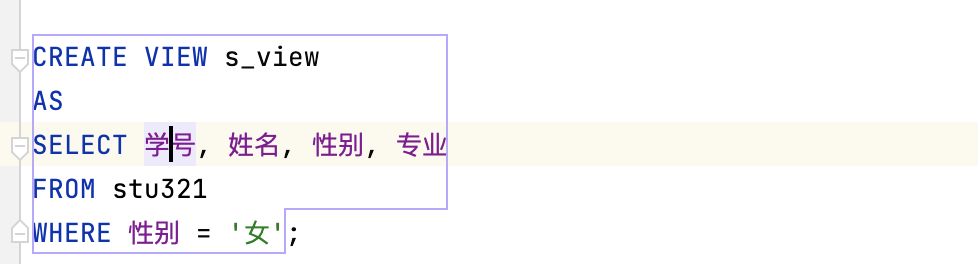 CREATE VIEW s_view
AS
SELECT 学号, 姓名, 性别, 专业
FROM stu321
WHERE 性别 = '女';